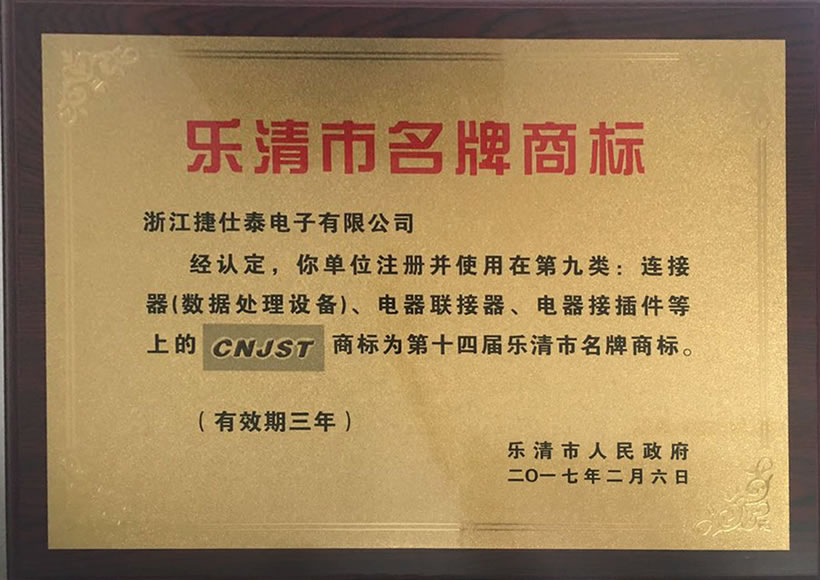 乐清市名牌商标
浙江捷仕泰电子有限公司
经认定，你单位注册并使用在第九类：连接
器(数据处理设备)、电器联接器、电器接插件等
上的 CNJST 商标为第十四届乐清市名牌商标。
（有效期三年）
乐清市人民政府
二〇一七年二月六日